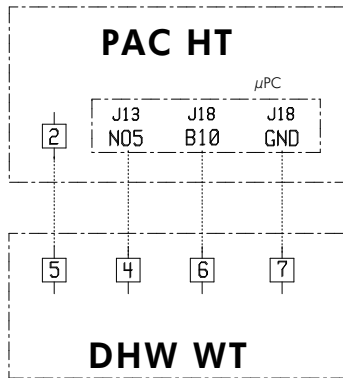 PAC HT
µPC
J13 J18 J18
2 NO5 B10 GND
5 4 6 7
DHW WT